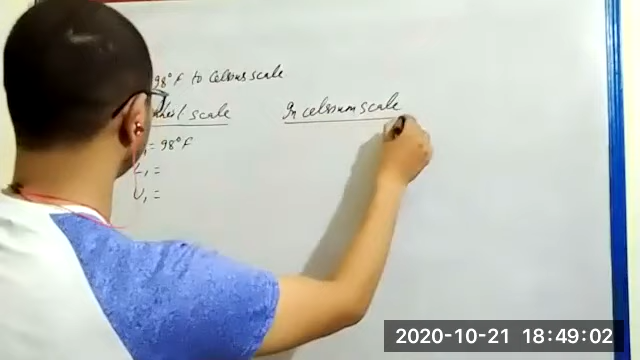 98°F to Celsius scale
scale
In celsium scale
= 98°F
=
=
2020-10-21 18:49:02